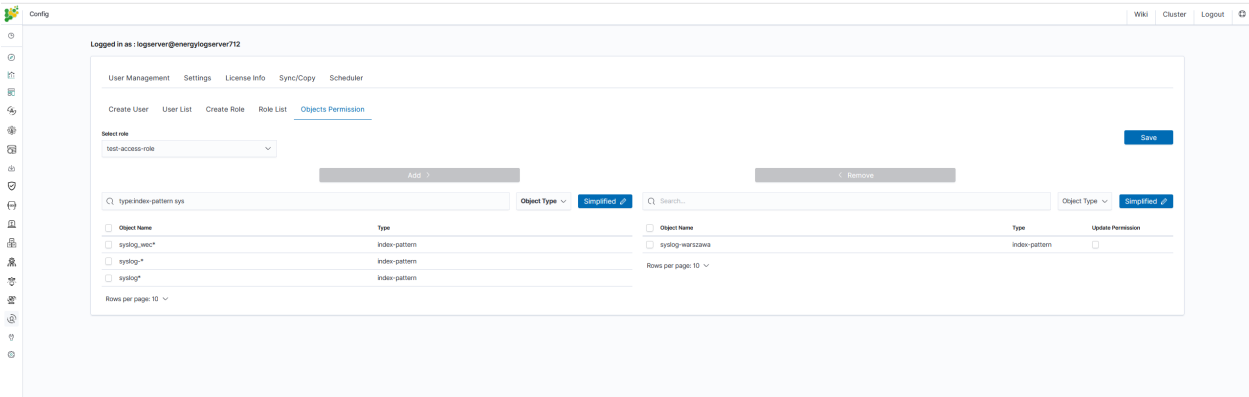 Config Wiki Cluster Logout
Logged in as : logserver@energylogserver712
User Management Settings License Info Sync/Copy Scheduler
Create User User List Create Role Role List Objects Permission
Select role
test-access-role
Save
Add > < Remove
type:index-pattern sys Object Type Simplified Search... Object Type Simplified
Object Name Type Object Name Type Update Permission
syslog_wec* index-pattern syslog-warszawa index-pattern
syslog-* index-pattern
Rows per page: 10
syslog* index-pattern
Rows per page: 10